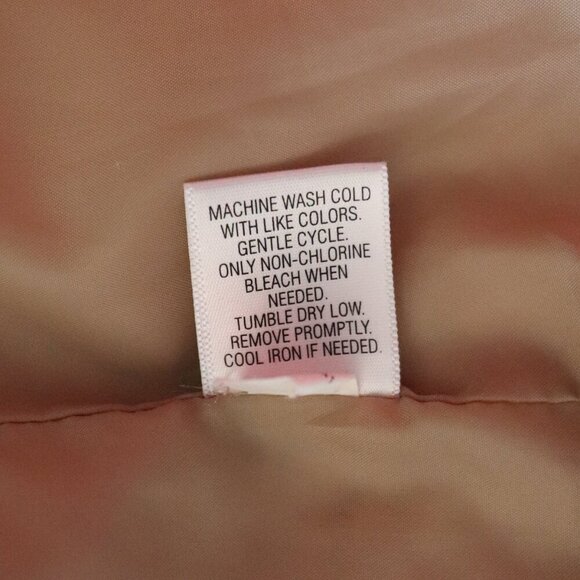 MACHINE WASH COLD
WITH LIKE COLORS.
GENTLE CYCLE.
ONLY NON-CHLORINE
BLEACH WHEN
NEEDED.
TUMBLE DRY LOW.
REMOVE PROMPTLY.
COOL IRON IF NEEDED.